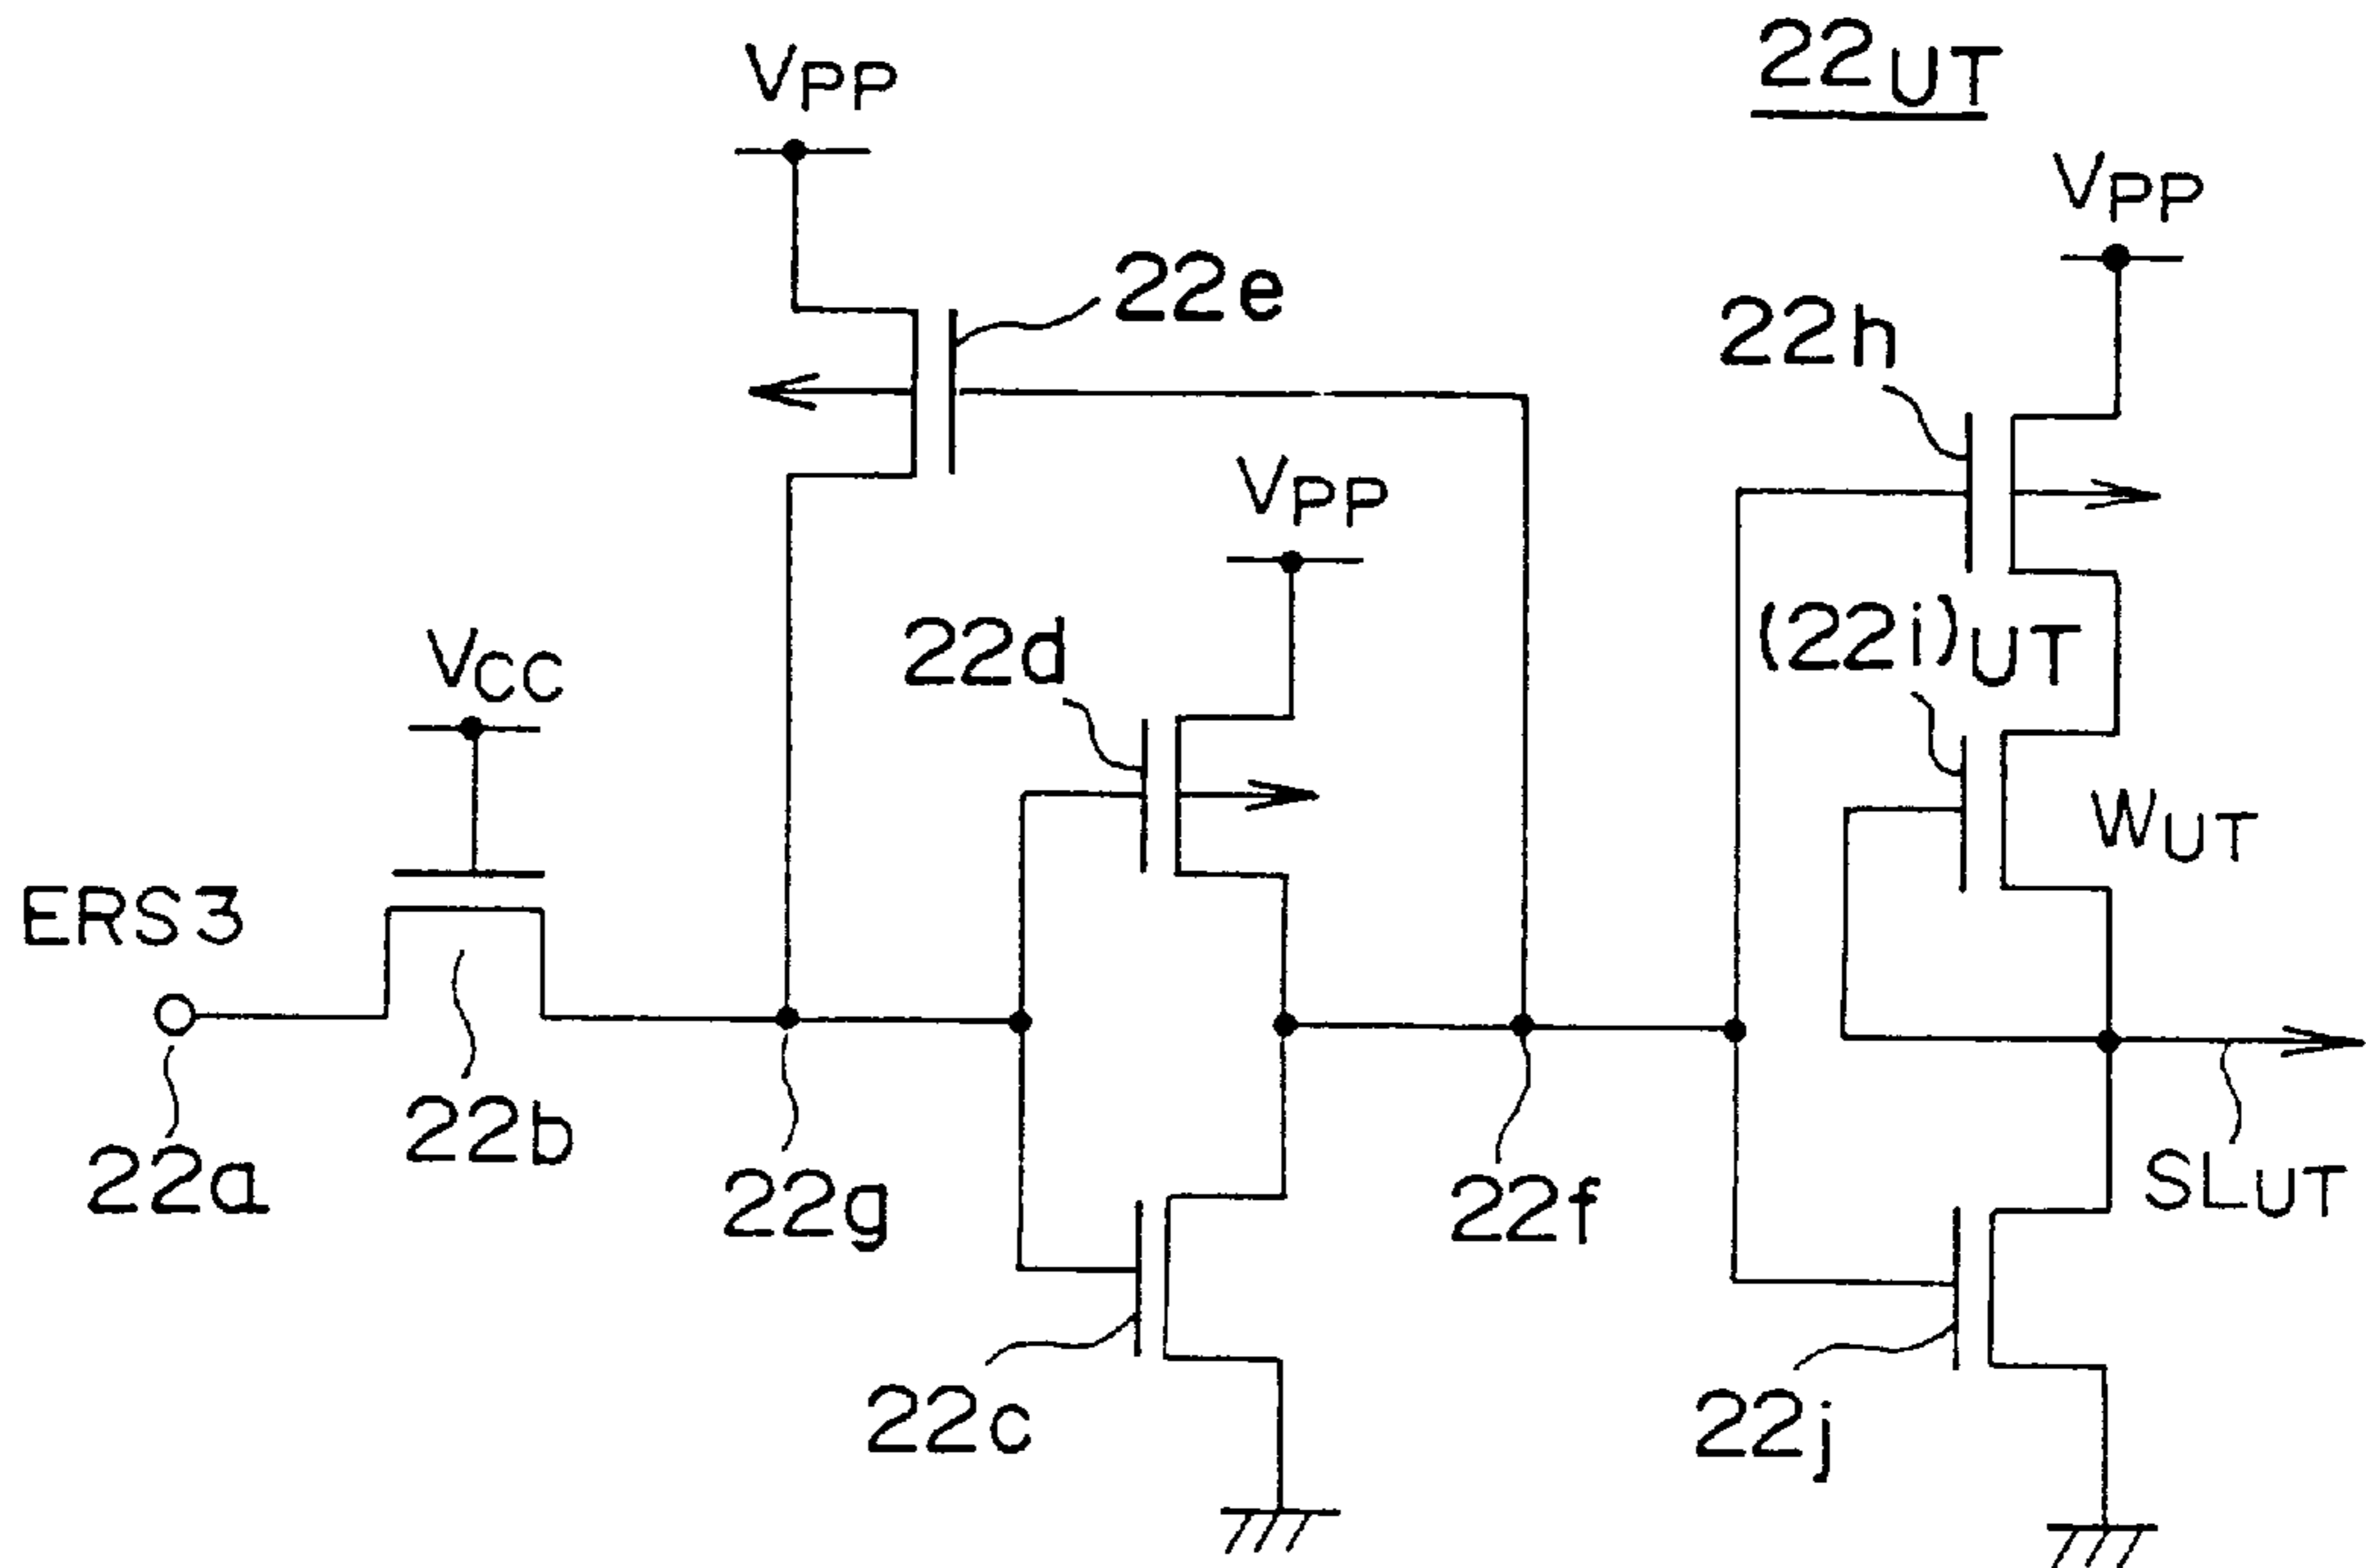 22UT
VPP
VPP
22e
22h
VPP
22d
(22i)UT
VCC
WUT
ERS3
22a
22b
22g
22f
SLUT
22c
22j